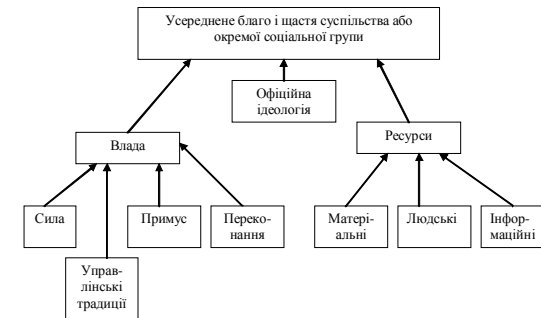 Усереднене благо і щастя суспільства або
окремої соціальної групи
Офіційна
ідеологія
Влада
Ресурси
Сила
Примус
Переко-
нання
Матері-
альні
Людські
Інфор-
маційні
Управ-
лінські
традиції